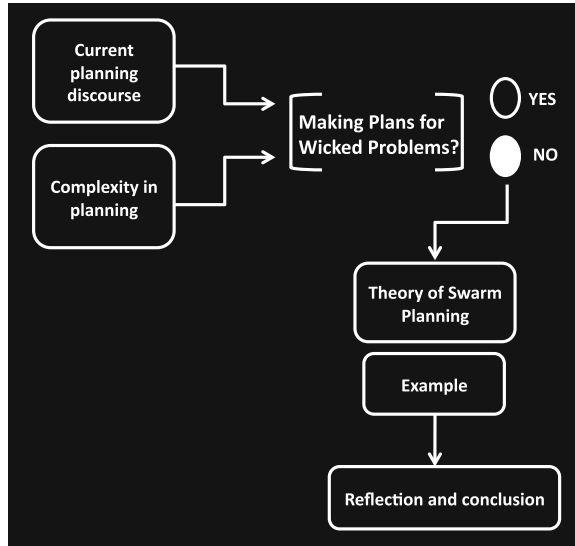 Current
planning
discourse
Complexity in
planning
Making Plans for
Wicked Problems?
YES
NO
Theory of Swarm
Planning
Example
Reflection and conclusion